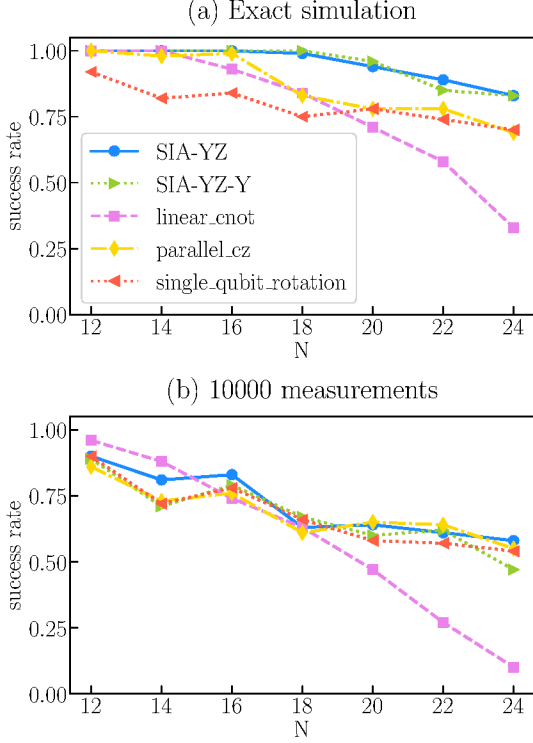 (a) Exact simulation
1.00
0.75
0.50
0.25
0.00
success rate
SIA-YZ
SIA-YZ-Y
linear_cnot
parallel_cz
single_qubit_rotation
12 14 16 18 20 22 24
N
(b) 10000 measurements
1.00
0.75
0.50
0.25
0.00
success rate
12 14 16 18 20 22 24
N